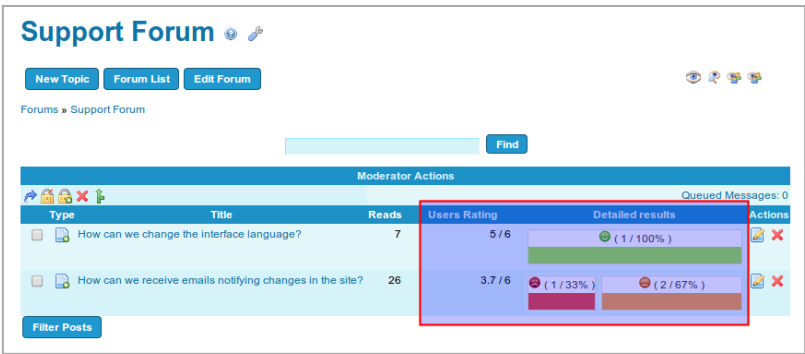 Support Forum
New Topic Forum List Edit Forum
Forums » Support Forum
Find
Moderator Actions
Queued Messages: 0
Type Title Reads Users Rating Detailed results Actions
How can we change the interface language? 7 5 / 6 ( 1 / 100% )
How can we receive emails notifying changes in the site? 26 3.7 / 6 ( 1 / 33% ) ( 2 / 67% )
Filter Posts